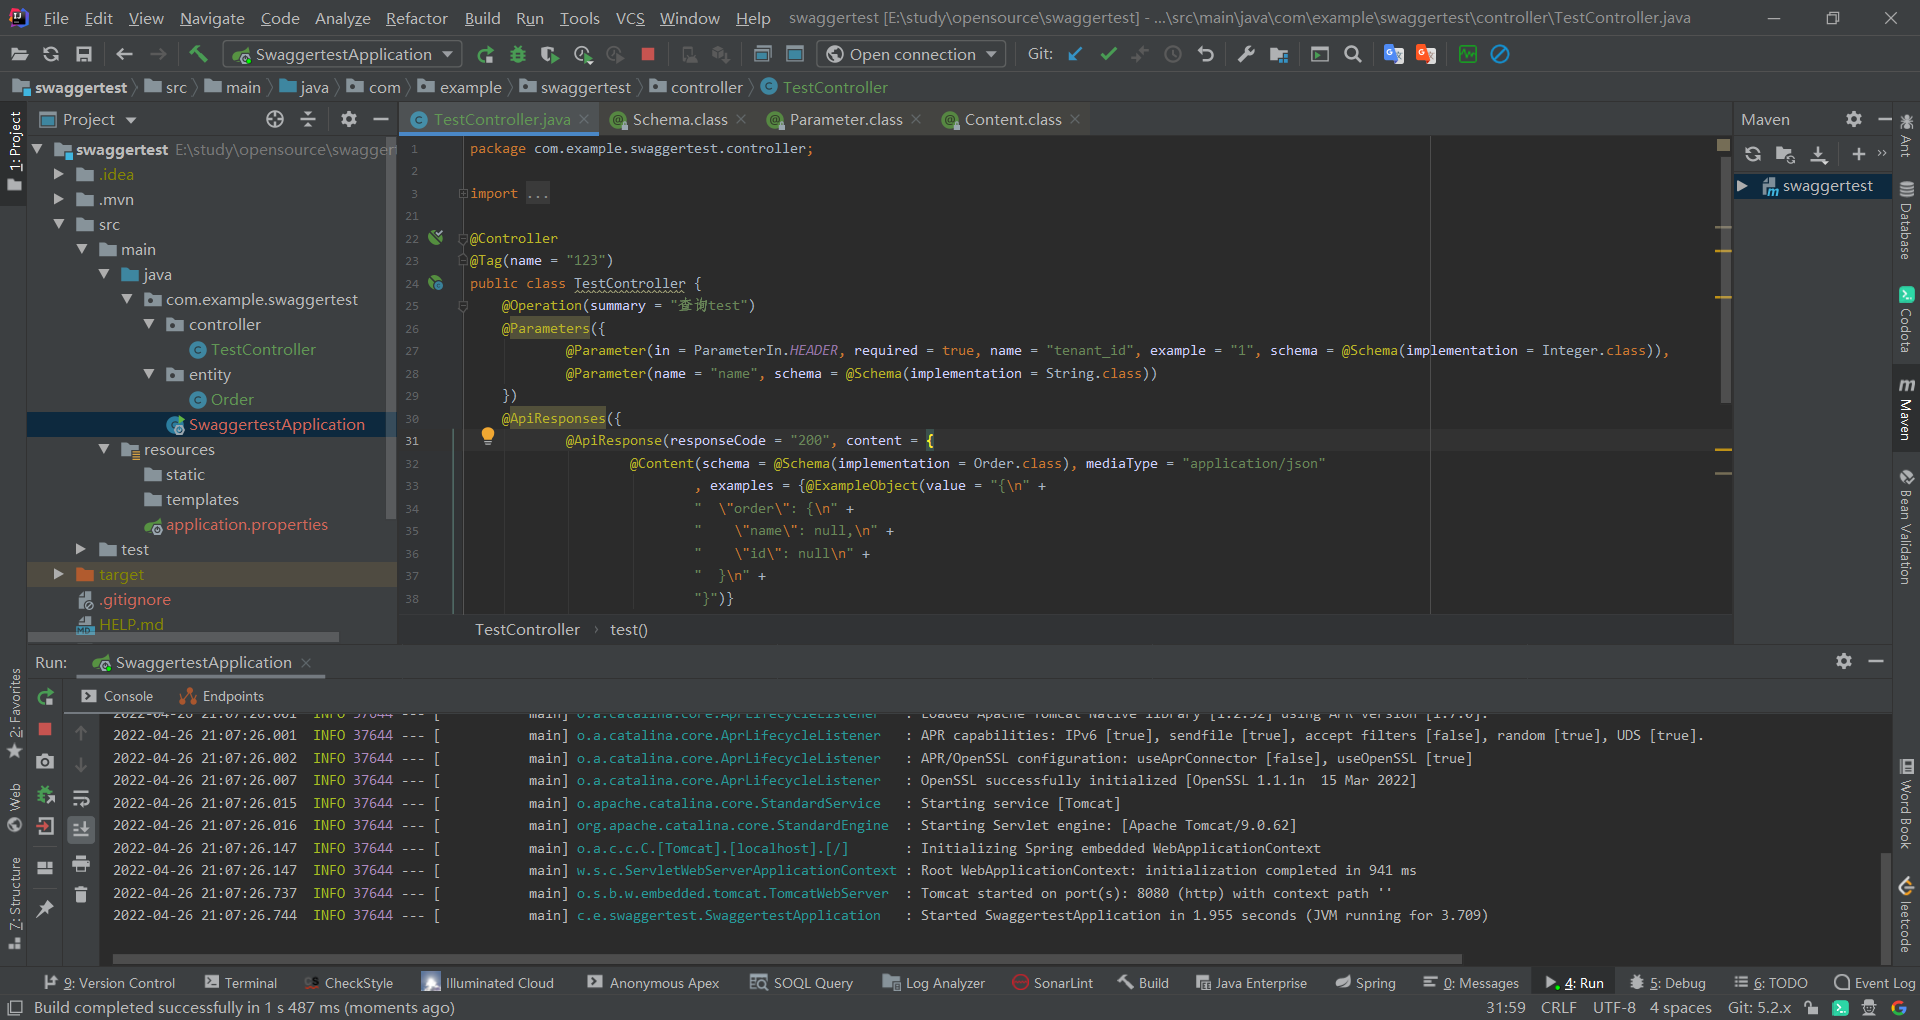 File Edit View Navigate Code Analyze Refactor Build Run Tools VCS Window Help swaggertest [E:\study\opensource\swaggertest] - ...\src\main\java\com\example\swaggertest\controller\TestController.java
SwaggertestApplication Open connection Git:
swaggertest src main java com example swaggertest controller TestController
1: Project
Project
swaggertest E:\study\opensource\swagger
.idea
.mvn
src
main
java
com.example.swaggertest
controller
TestController
entity
Order
SwaggertestApplication
resources
static
templates
application.properties
test
target
.gitignore
HELP.md
TestController.java Schema.class Parameter.class Content.class
1 package com.example.swaggertest.controller;
2
3 import ...
21
22 @Controller
23 @Tag(name = "123")
24 public class TestController {
25 @Operation(summary = "查询test")
26 @Parameters({
27 @Parameter(in = ParameterIn.HEADER, required = true, name = "tenant_id", example = "1", schema = @Schema(implementation = Integer.class)),
28 @Parameter(name = "name", schema = @Schema(implementation = String.class))
29 })
30 @ApiResponses({
31 @ApiResponse(responseCode = "200", content = {
32 @Content(schema = @Schema(implementation = Order.class), mediaType = "application/json"
33 , examples = {@ExampleObject(value = "{\n" +
34 "  \"order\": {\n" +
35 "    \"name\": null,\n" +
36 "    \"id\": null\n" +
37 "  }\n" +
38 "}")}
TestController › test()
Maven
swaggertest
Ant
Database
Codota
Maven
Bean Validation
Word Book
leetcode
2: Favorites
Web
7: Structure
Run: SwaggertestApplication
Console Endpoints
2022-04-26 21:07:26.001 INFO 37644 --- [ main] o.a.catalina.core.AprLifecycleListener : Loaded Apache Tomcat Native library [1.2.32] using APR version [1.7.0].
2022-04-26 21:07:26.001 INFO 37644 --- [ main] o.a.catalina.core.AprLifecycleListener : APR capabilities: IPv6 [true], sendfile [true], accept filters [false], random [true], UDS [true].
2022-04-26 21:07:26.002 INFO 37644 --- [ main] o.a.catalina.core.AprLifecycleListener : APR/OpenSSL configuration: useAprConnector [false], useOpenSSL [true]
2022-04-26 21:07:26.007 INFO 37644 --- [ main] o.a.catalina.core.AprLifecycleListener : OpenSSL successfully initialized [OpenSSL 1.1.1n  15 Mar 2022]
2022-04-26 21:07:26.015 INFO 37644 --- [ main] o.apache.catalina.core.StandardService : Starting service [Tomcat]
2022-04-26 21:07:26.016 INFO 37644 --- [ main] org.apache.catalina.core.StandardEngine : Starting Servlet engine: [Apache Tomcat/9.0.62]
2022-04-26 21:07:26.147 INFO 37644 --- [ main] o.a.c.c.C.[Tomcat].[localhost].[/] : Initializing Spring embedded WebApplicationContext
2022-04-26 21:07:26.147 INFO 37644 --- [ main] w.s.c.ServletWebServerApplicationContext : Root WebApplicationContext: initialization completed in 941 ms
2022-04-26 21:07:26.737 INFO 37644 --- [ main] o.s.b.w.embedded.tomcat.TomcatWebServer : Tomcat started on port(s): 8080 (http) with context path ''
2022-04-26 21:07:26.744 INFO 37644 --- [ main] c.e.swaggertest.SwaggertestApplication : Started SwaggertestApplication in 1.955 seconds (JVM running for 3.709)
9: Version Control Terminal CheckStyle Illuminated Cloud Anonymous Apex SOQL Query Log Analyzer SonarLint Build Java Enterprise Spring 0: Messages 4: Run 5: Debug 6: TODO Event Log
Build completed successfully in 1 s 487 ms (moments ago) 31:59 CRLF UTF-8 4 spaces Git: 5.2.x